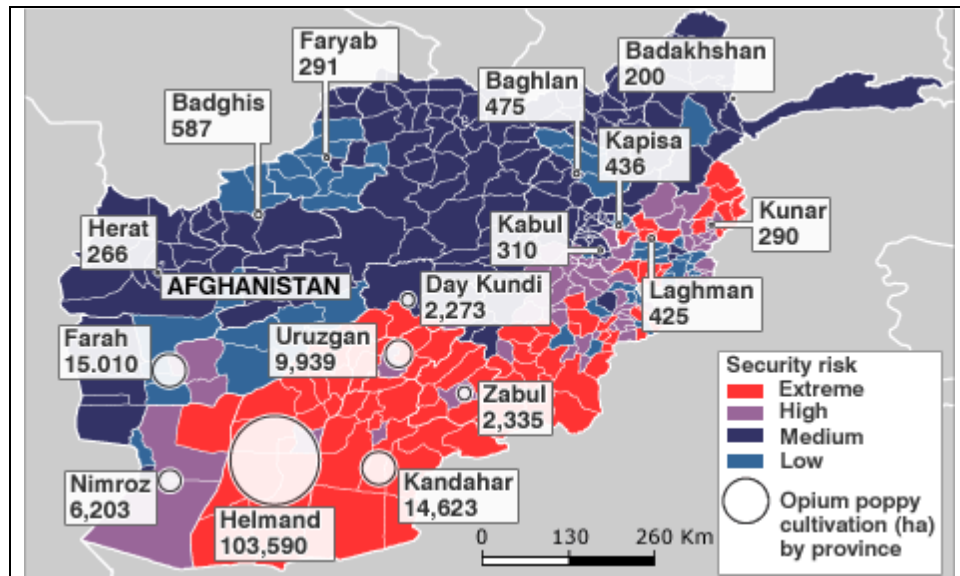 Faryab
291
Badakhshan
200
Baghlan
475
Badghis
587
Kapisa
436
Kunar
290
Herat
266
Kabul
310
AFGHANISTAN
Day Kundi
2,273
Laghman
425
Farah
15.010
Uruzgan
9,939
Zabul
2,335
Nimroz
6,203
Kandahar
14,623
Helmand
103,590
0 130 260 Km
Security risk
Extreme
High
Medium
Low
Opium poppy
cultivation (ha)
by province